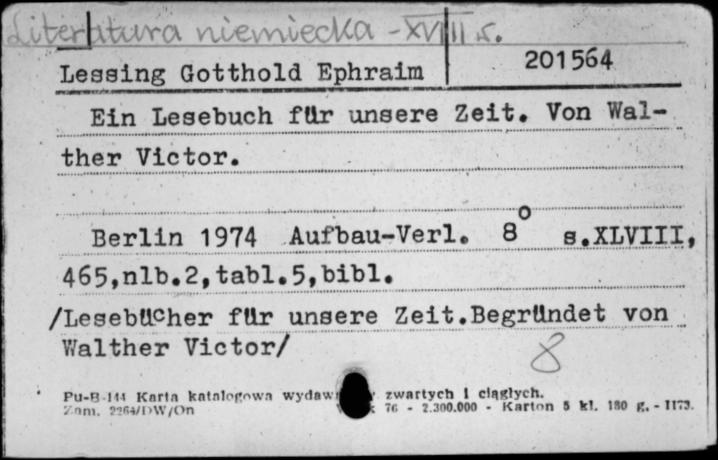 Literatura niemiecka - XVIII w.
Lessing Gotthold Ephraim 201564
Ein Lesebuch für unsere Zeit. Von Wal-
ther Victor.
Berlin 1974 Aufbau-Verl. 8° s.XLVIII,
465,nlb.2,tabl.5,bibl.
/Lesebücher für unsere Zeit.Begründet von
Walther Victor/
8
Pu-B-144 Karta katalogowa zwartych i ciągłych.
Zam. 2264/DW/On 76 - 2.300.000 - Karton 5 kl. 180 g. - 1173.